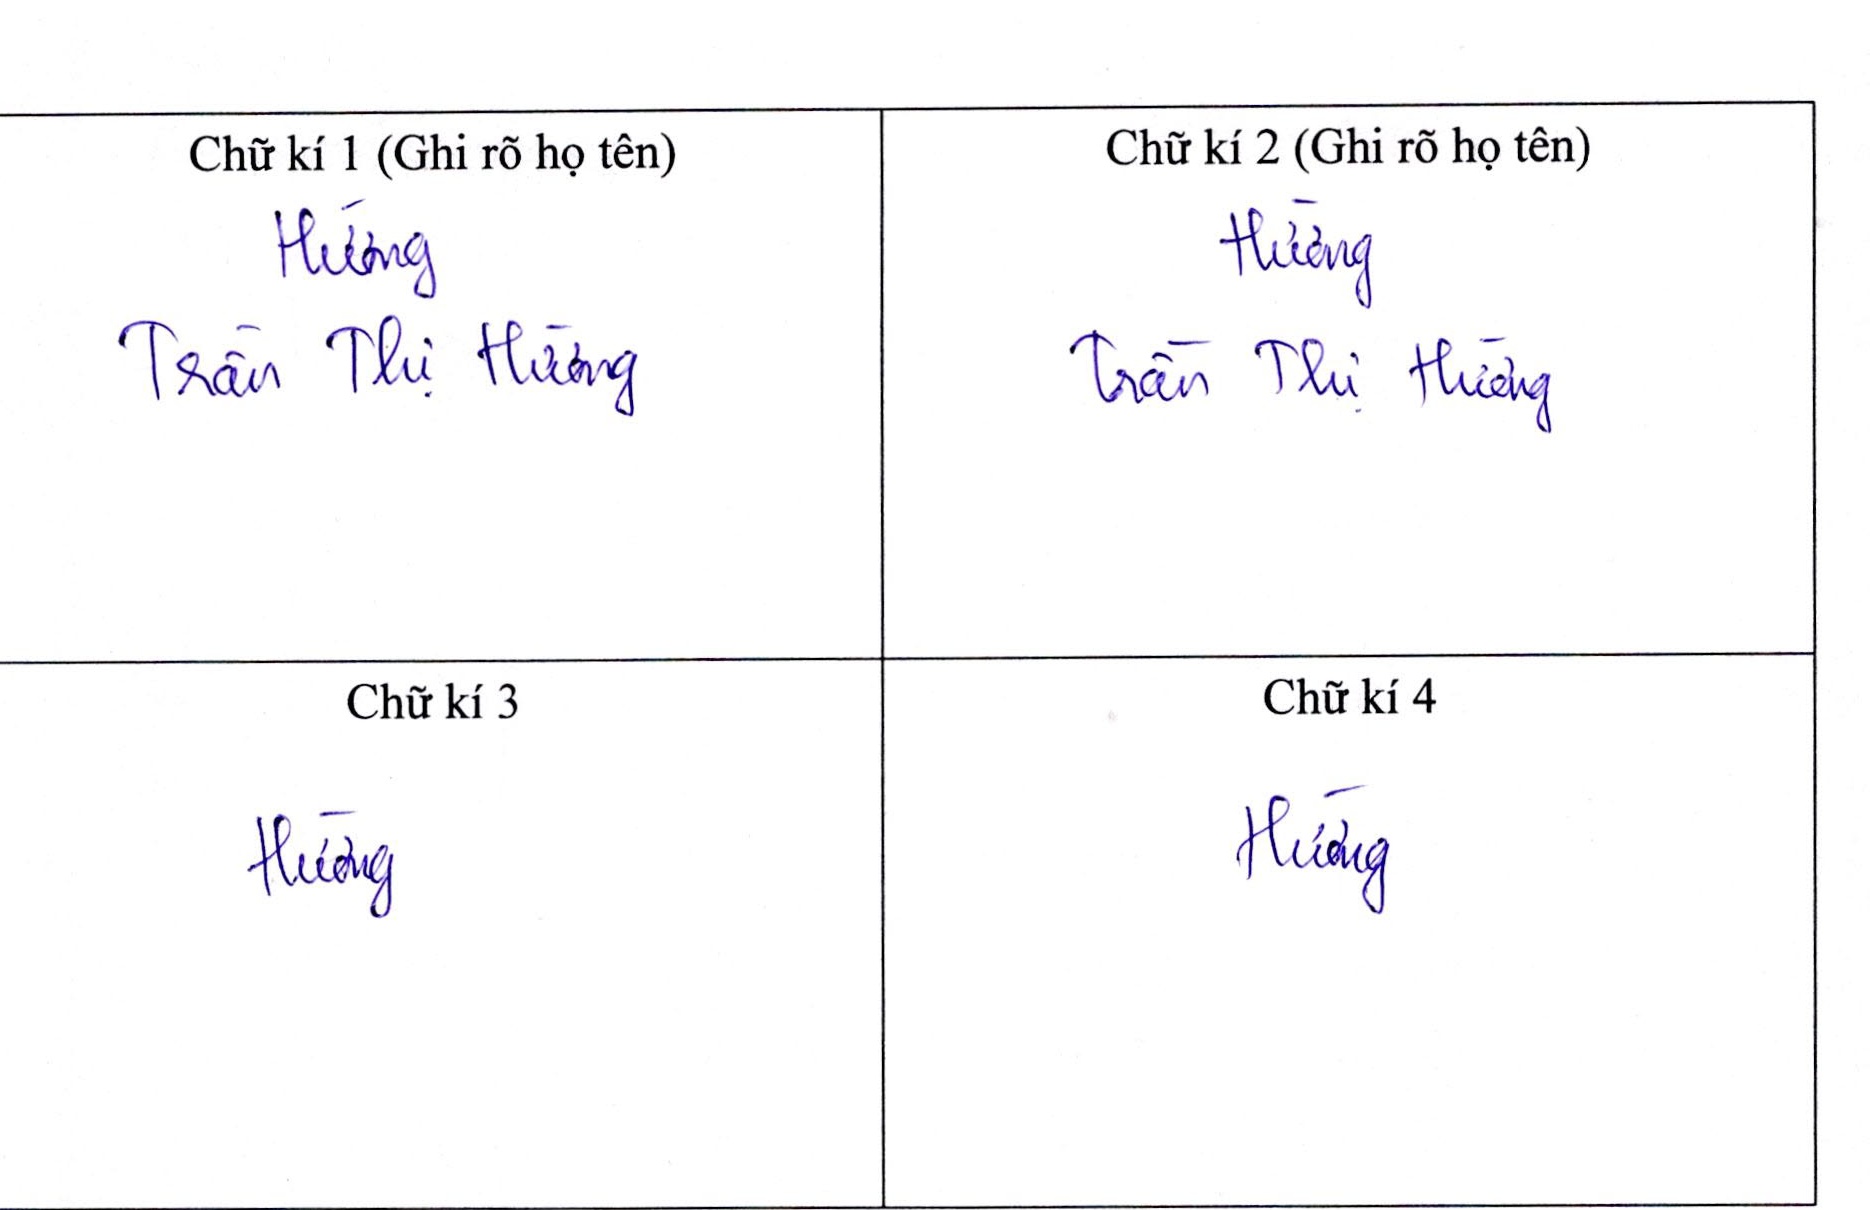 Chữ kí 1 (Ghi rõ họ tên)
Hường
Trần Thị Hường
Chữ kí 2 (Ghi rõ họ tên)
Hường
Trần Thị Hường
Chữ kí 3
Hường
Chữ kí 4
Hường